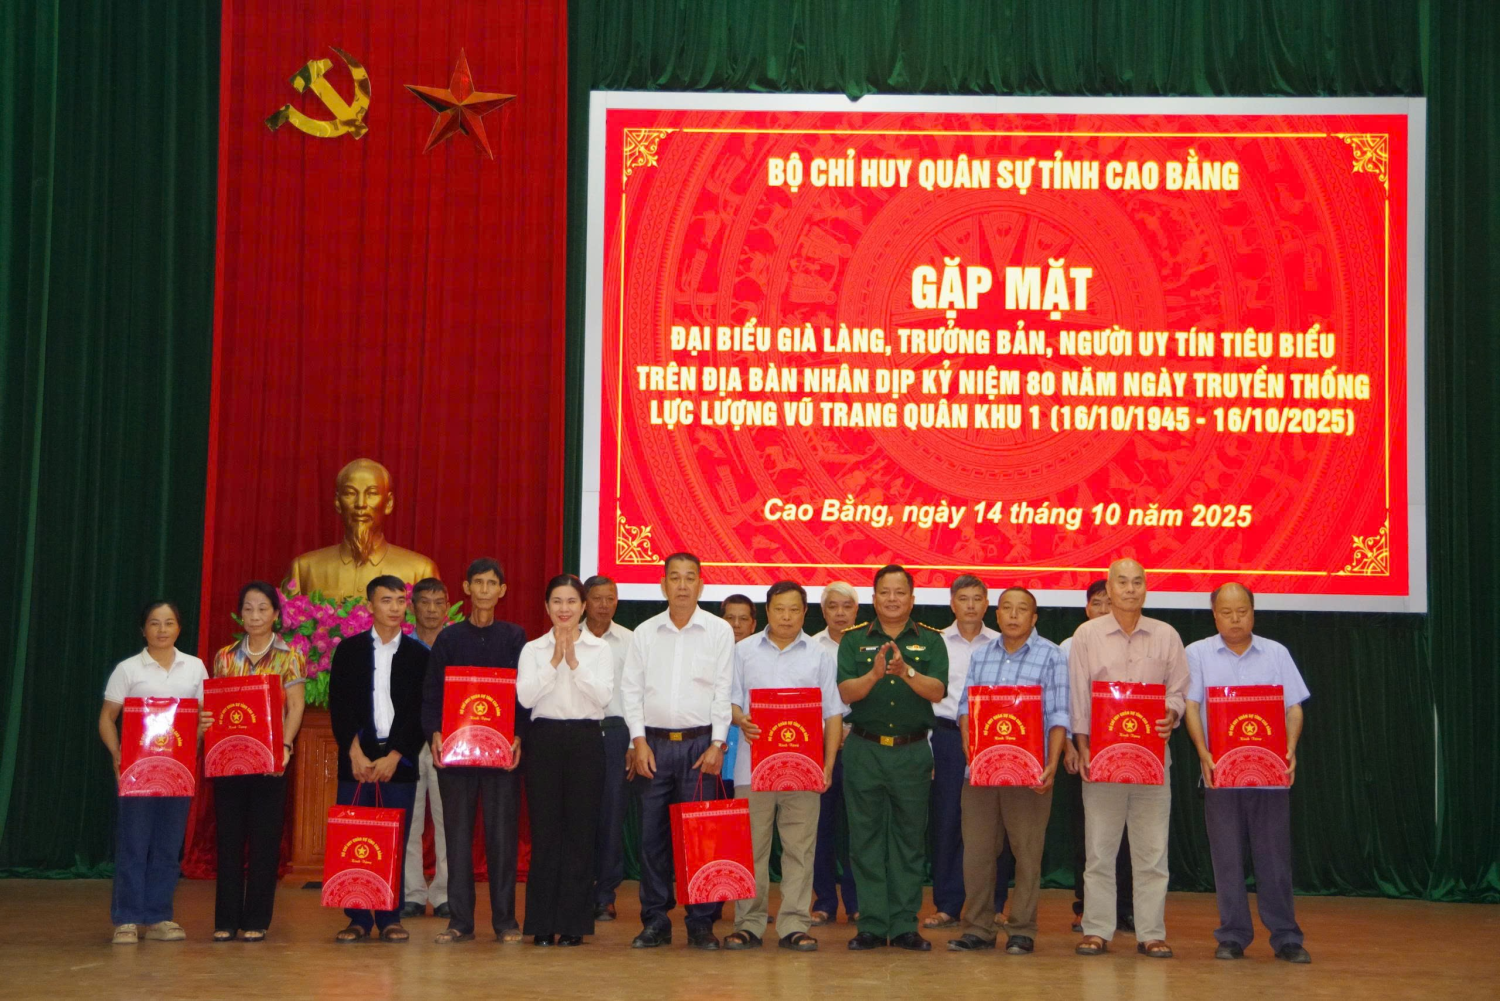 BỘ CHỈ HUY QUÂN SỰ TỈNH CAO BẰNG
GẶP MẶT
ĐẠI BIỂU GIÀ LÀNG, TRƯỞNG BẢN, NGƯỜI UY TÍN TIÊU BIỂU
TRÊN ĐỊA BÀN NHÂN DỊP KỶ NIỆM 80 NĂM NGÀY TRUYỀN THỐNG
LỰC LƯỢNG VŨ TRANG QUÂN KHU 1 (16/10/1945 - 16/10/2025)
Cao Bằng, ngày 14 tháng 10 năm 2025